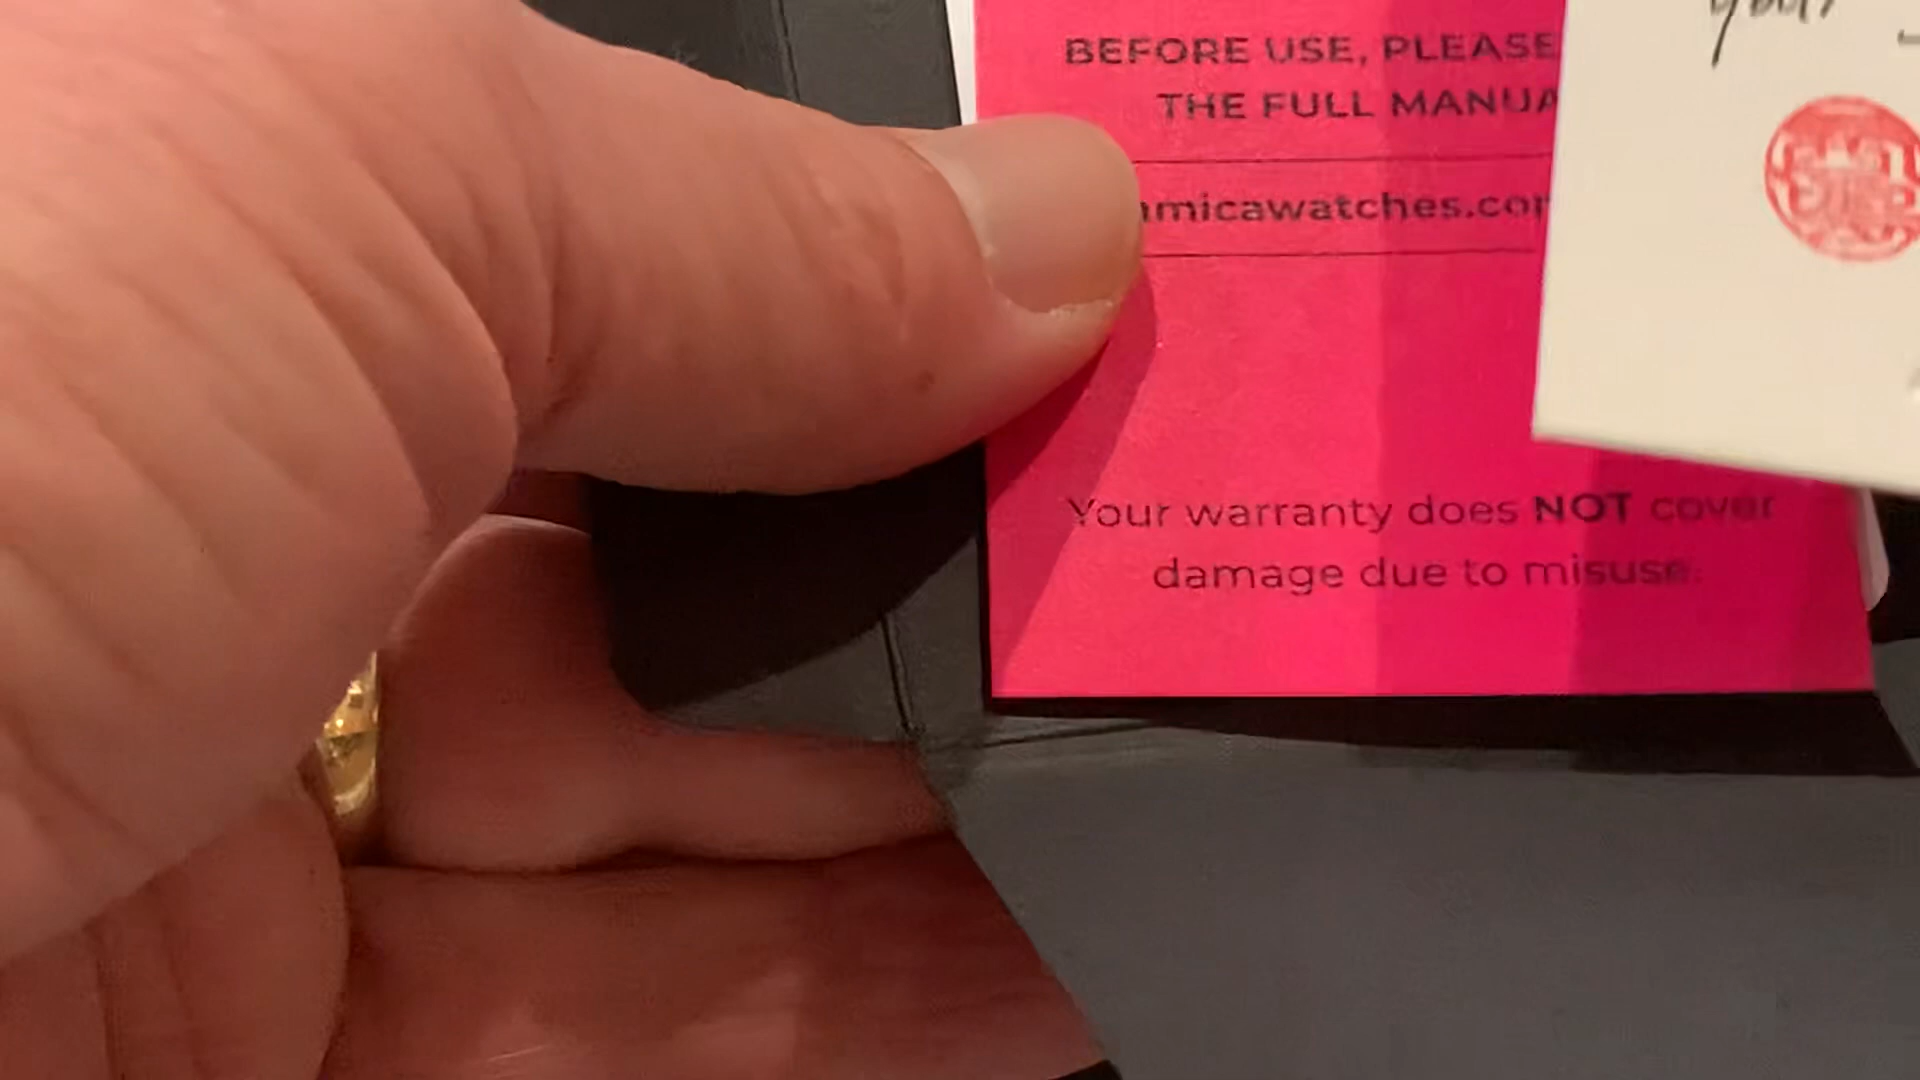 BEFORE USE, PLEASE
THE FULL MANUA
micawatches.co
Your warranty does NOT cover
damage due to misuse.